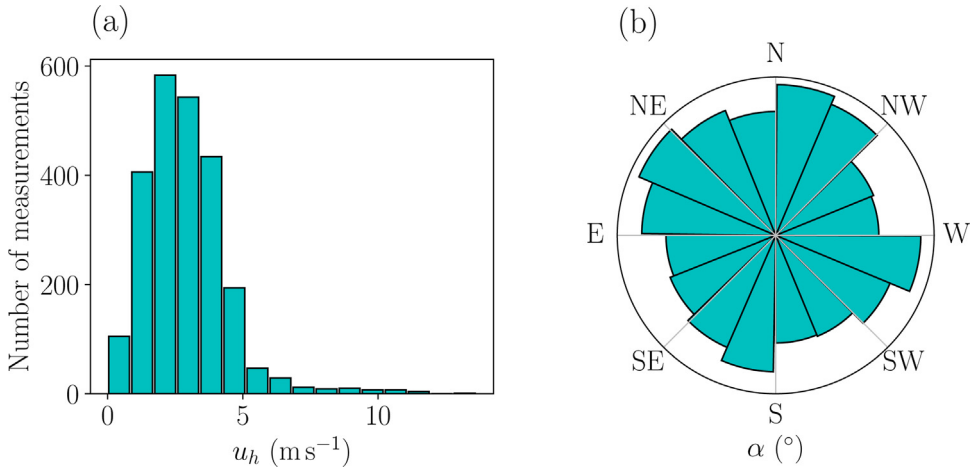 (a)
Number of measurements
600
400
200
0
0 5 10
u_h (m s⁻¹)
(b)
N
NE NW
E W
SE SW
S
α (°)